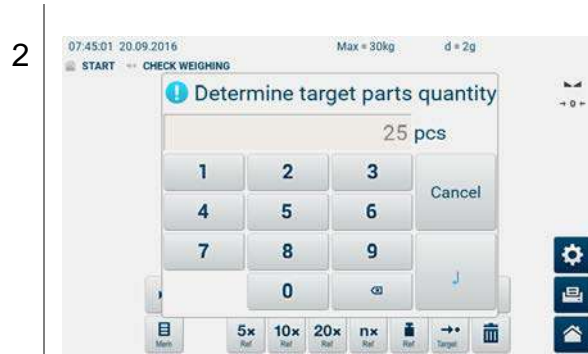 2
07:45:01 20.09.2016 Max = 30kg d = 2g
START CHECK WEIGHING
Determine target parts quantity
25 pcs
1 2 3
Cancel
4 5 6
7 8 9
0
→0←
5x 10x 20x nx
Mem Ref Ref Ref Ref Ref Target